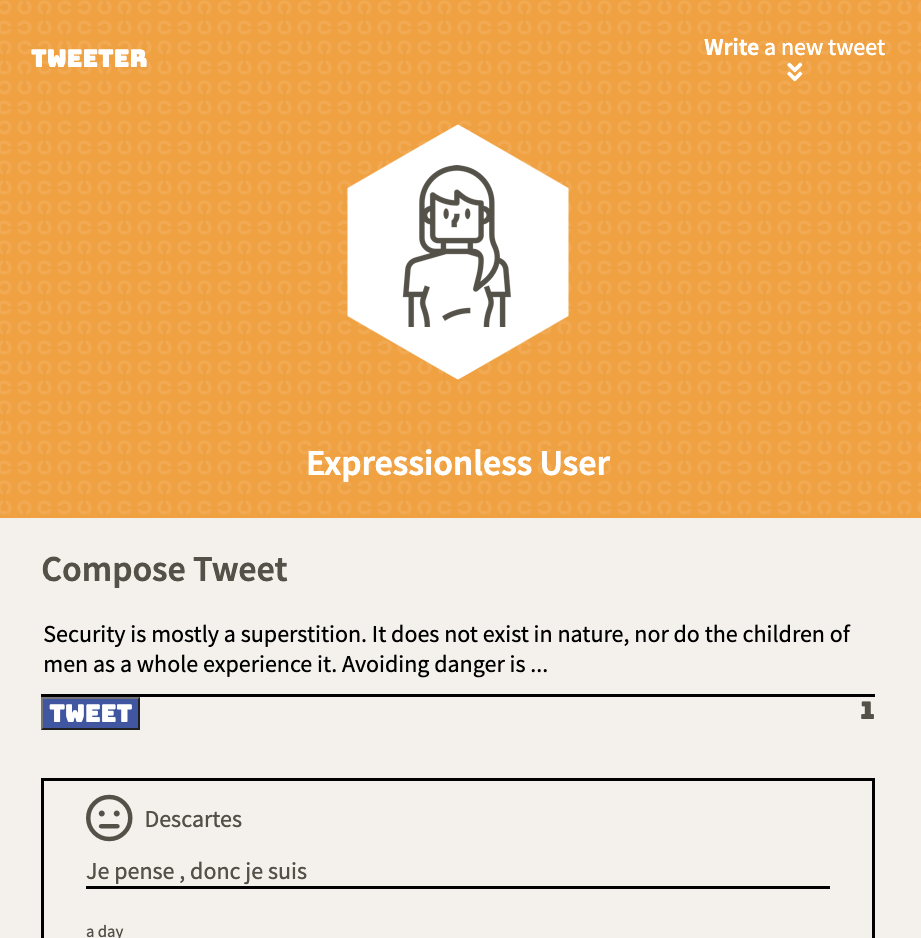 TWEETER
Write a new tweet
Expressionless User
Compose Tweet
Security is mostly a superstition. It does not exist in nature, nor do the children of
men as a whole experience it. Avoiding danger is ...
TWEET
1
Descartes
Je pense , donc je suis
a day